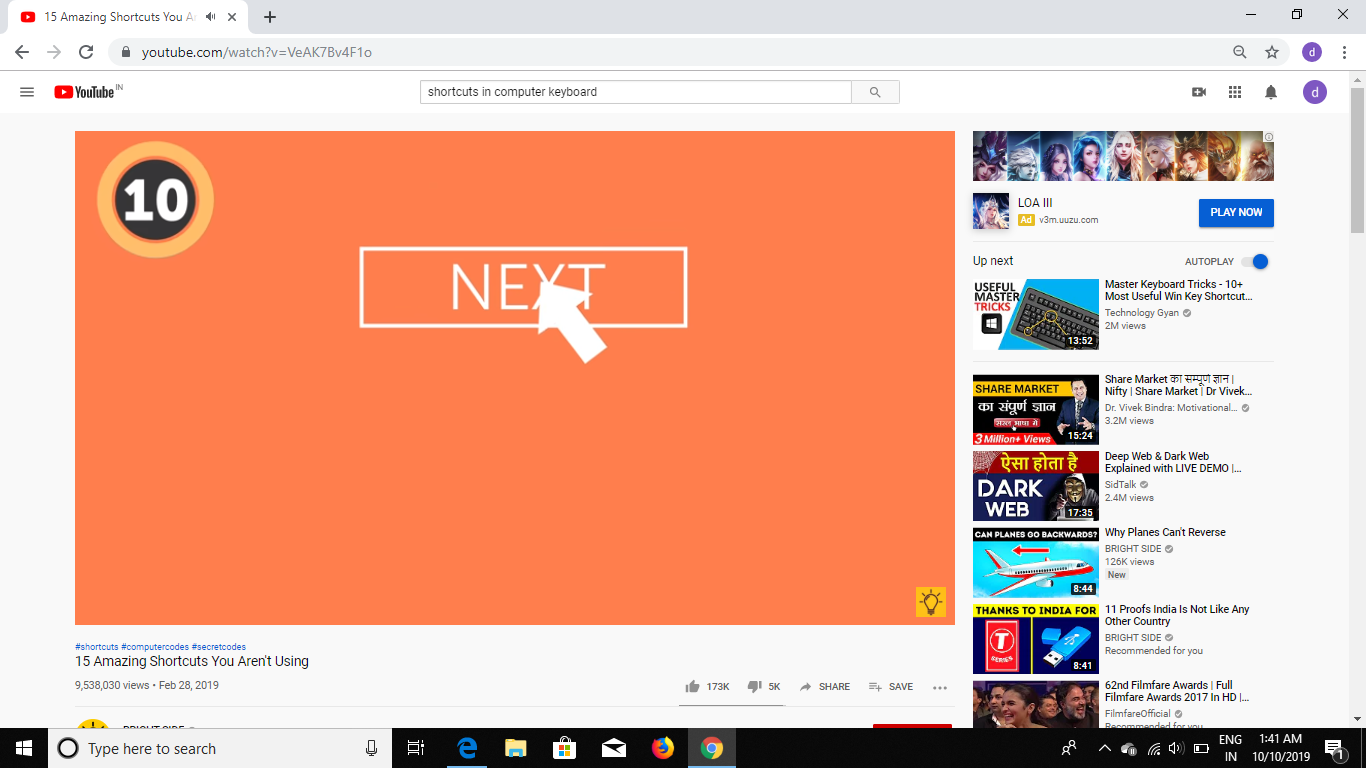 15 Amazing Shortcuts You Ar
youtube.com/watch?v=VeAK7Bv4F1o
d
YouTube IN
shortcuts in computer keyboard
d
10
NEXT
#shortcuts #computercodes #secretcodes
15 Amazing Shortcuts You Aren't Using
9,538,030 views • Feb 28, 2019
173K
5K
SHARE
SAVE
BRIGHT SIDE
LOA III
Ad v3m.uuzu.com
PLAY NOW
Up next
AUTOPLAY
USEFUL
MASTER
TRICKS
13:52
Master Keyboard Tricks - 10+
Most Useful Win Key Shortcut...
Technology Gyan
2M views
SHARE MARKET
का संपूर्ण ज्ञान
सरल भाषा में
3 Million+ Views
15:24
Share Market का सम्पूर्ण ज्ञान |
Nifty | Share Market | Dr Vivek...
Dr. Vivek Bindra: Motivational...
3.2M views
ऐसा होता है
DARK
WEB
17:35
Deep Web & Dark Web
Explained with LIVE DEMO |...
SidTalk
2.4M views
CAN PLANES GO BACKWARDS?
8:44
Why Planes Can't Reverse
BRIGHT SIDE
126K views
New
THANKS TO INDIA FOR
T
SERIES
8:41
11 Proofs India Is Not Like Any
Other Country
BRIGHT SIDE
Recommended for you
62nd Filmfare Awards | Full
Filmfare Awards 2017 In HD |...
FilmfareOfficial
Recommended for you
Type here to search
ENG
IN
1:41 AM
10/10/2019
1